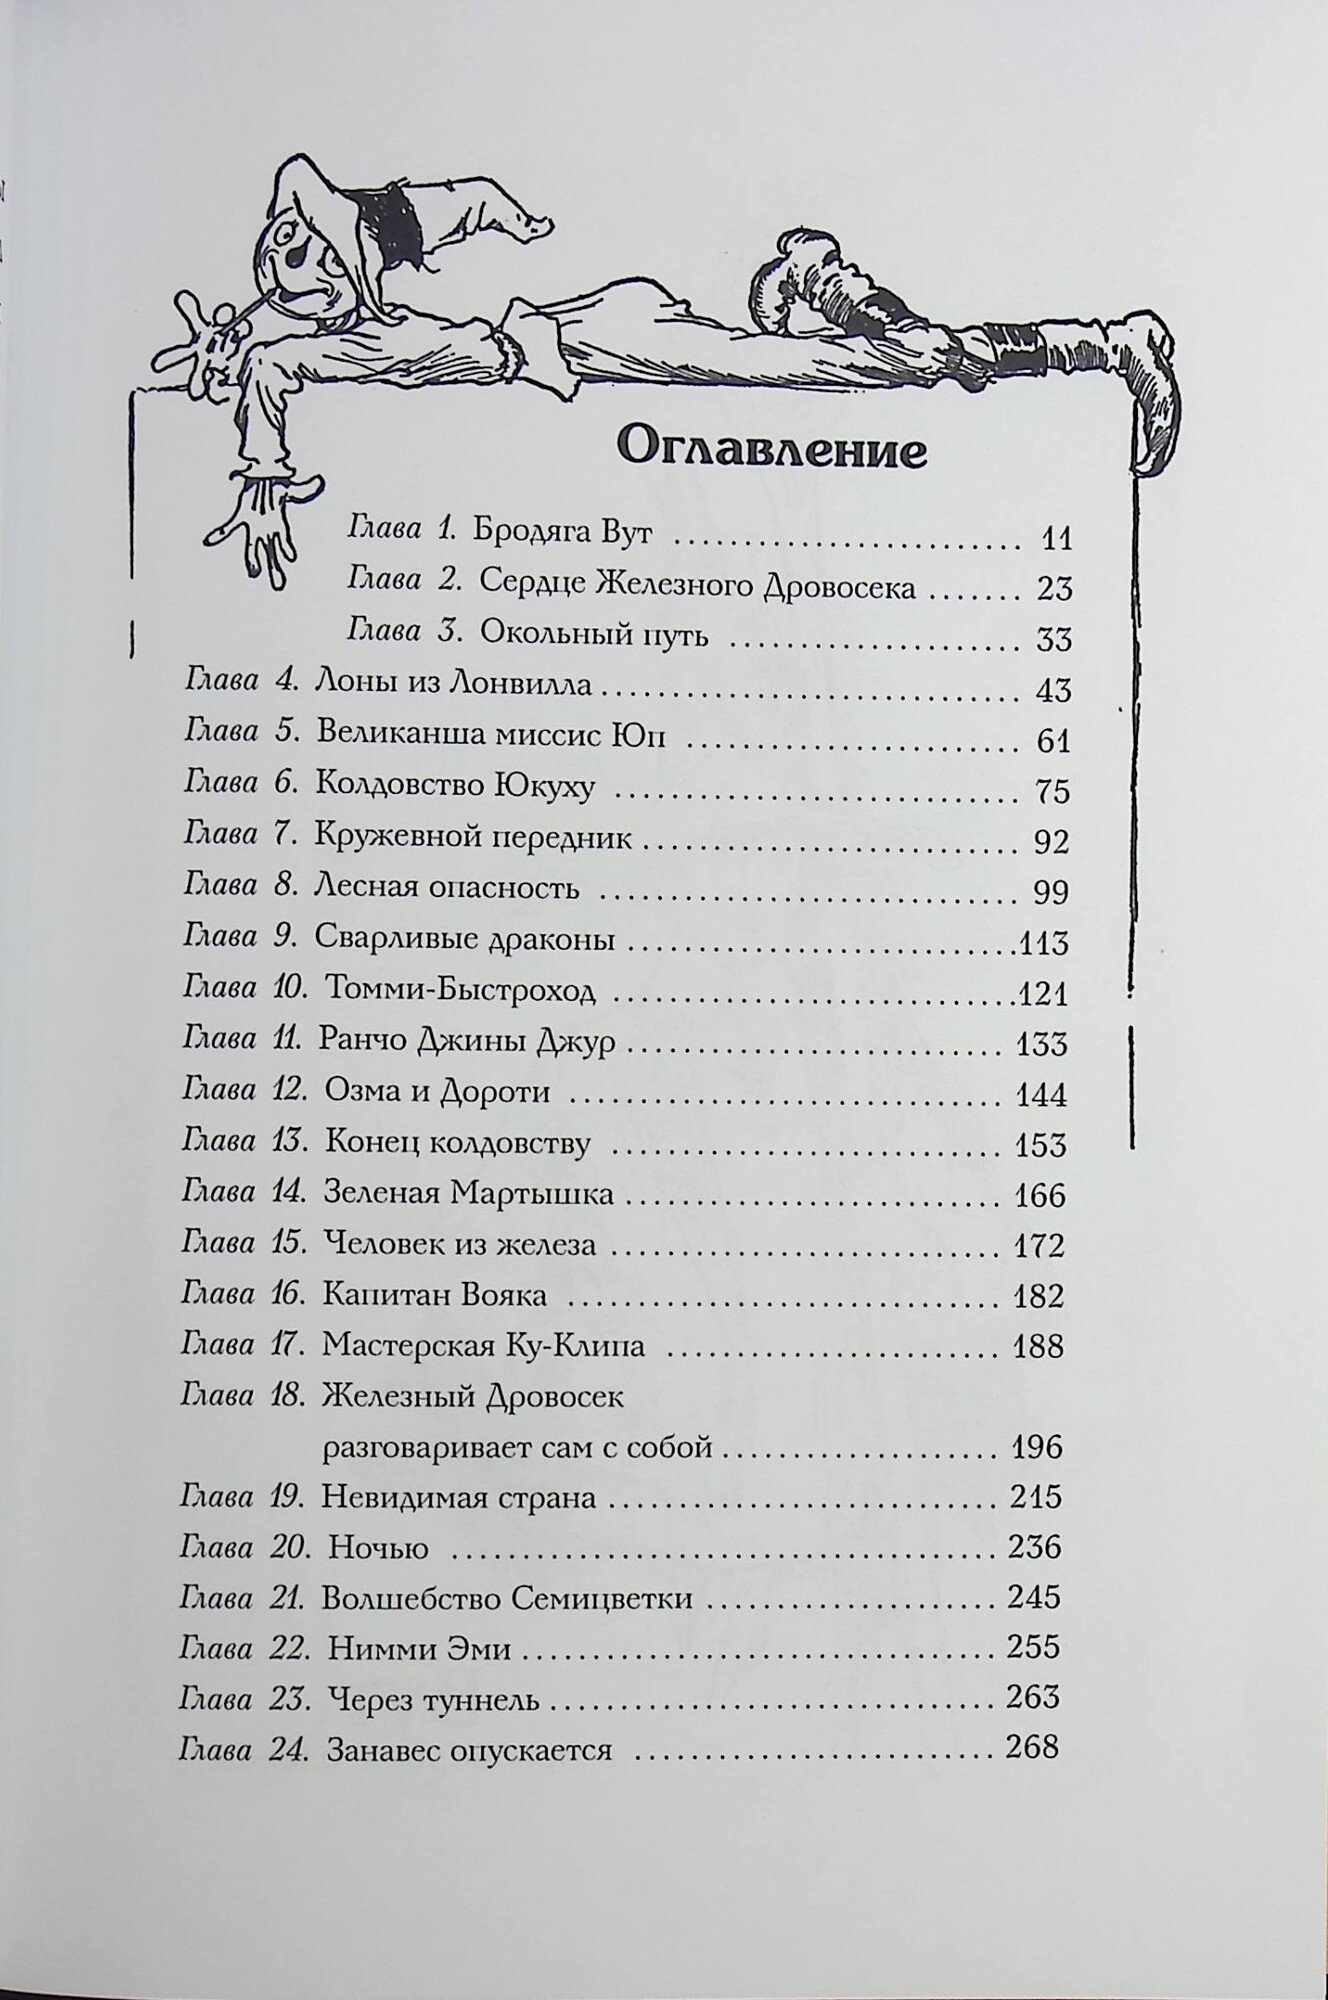 Оглавление
Глава 1. Бродяга Вут ........................ 11
Глава 2. Сердце Железного Дровосека ....... 23
Глава 3. Окольный путь .................... 33
Глава 4. Лоны из Лонвилла ............................. 43
Глава 5. Великанша миссис Юп ....................... 61
Глава 6. Колдовство Юкуху ............................ 75
Глава 7. Кружевной передник .......................... 92
Глава 8. Лесная опасность ............................. 99
Глава 9. Сварливые драконы ...........................113
Глава 10. Томми-Быстроход ............................121
Глава 11. Ранчо Джины Джур .......................... 133
Глава 12. Озма и Дороти .............................. 144
Глава 13. Конец колдовству ........................... 153
Глава 14. Зеленая Мартышка .......................... 166
Глава 15. Человек из железа .......................... 172
Глава 16. Капитан Вояка .............................. 182
Глава 17. Мастерская Ку-Клипа ....................... 188
Глава 18. Железный Дровосек
разговаривает сам с собой ................... 196
Глава 19. Невидимая страна ........................... 215
Глава 20. Ночью ...................................... 236
Глава 21. Волшебство Семицветки .................... 245
Глава 22. Нимми Эми ................................. 255
Глава 23. Через туннель ............................... 263
Глава 24. Занавес опускается ......................... 268